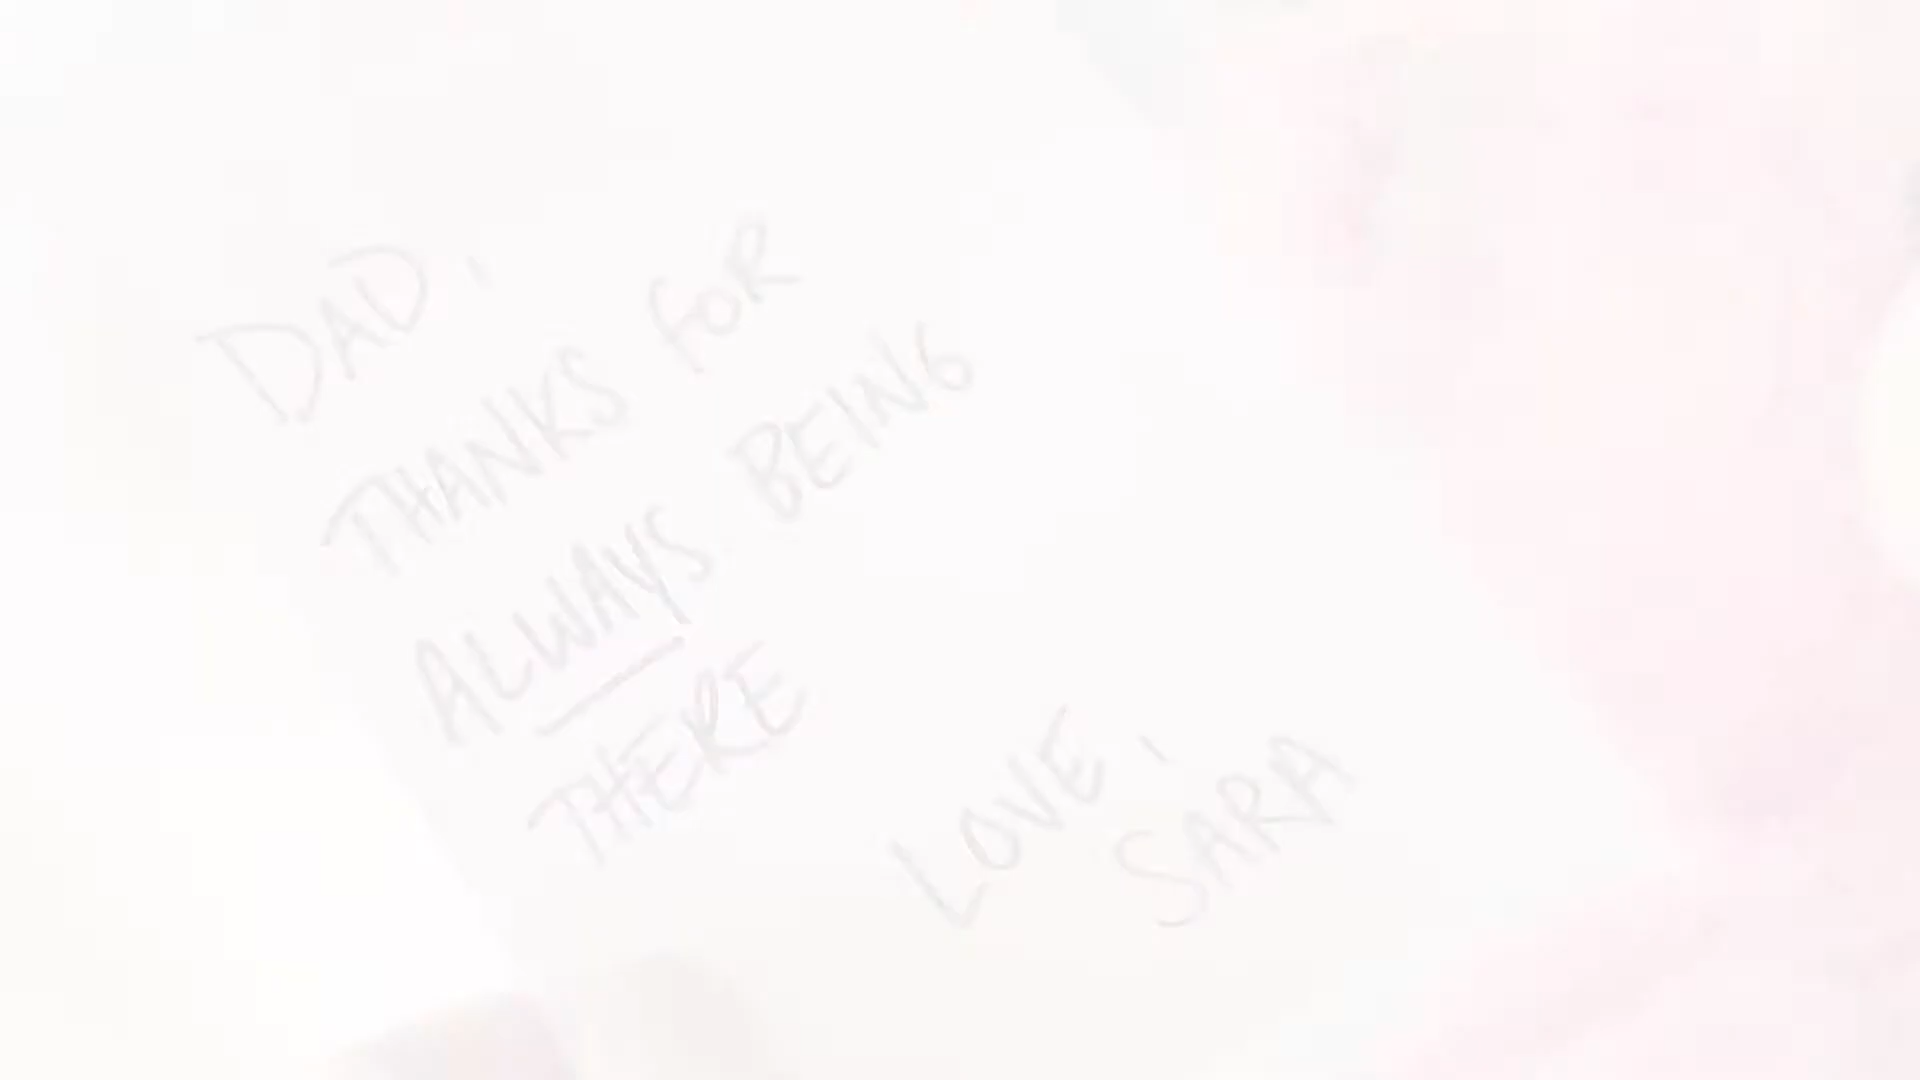 DAD,
THANKS FOR
ALWAYS BEING
THERE
LOVE,
SARA